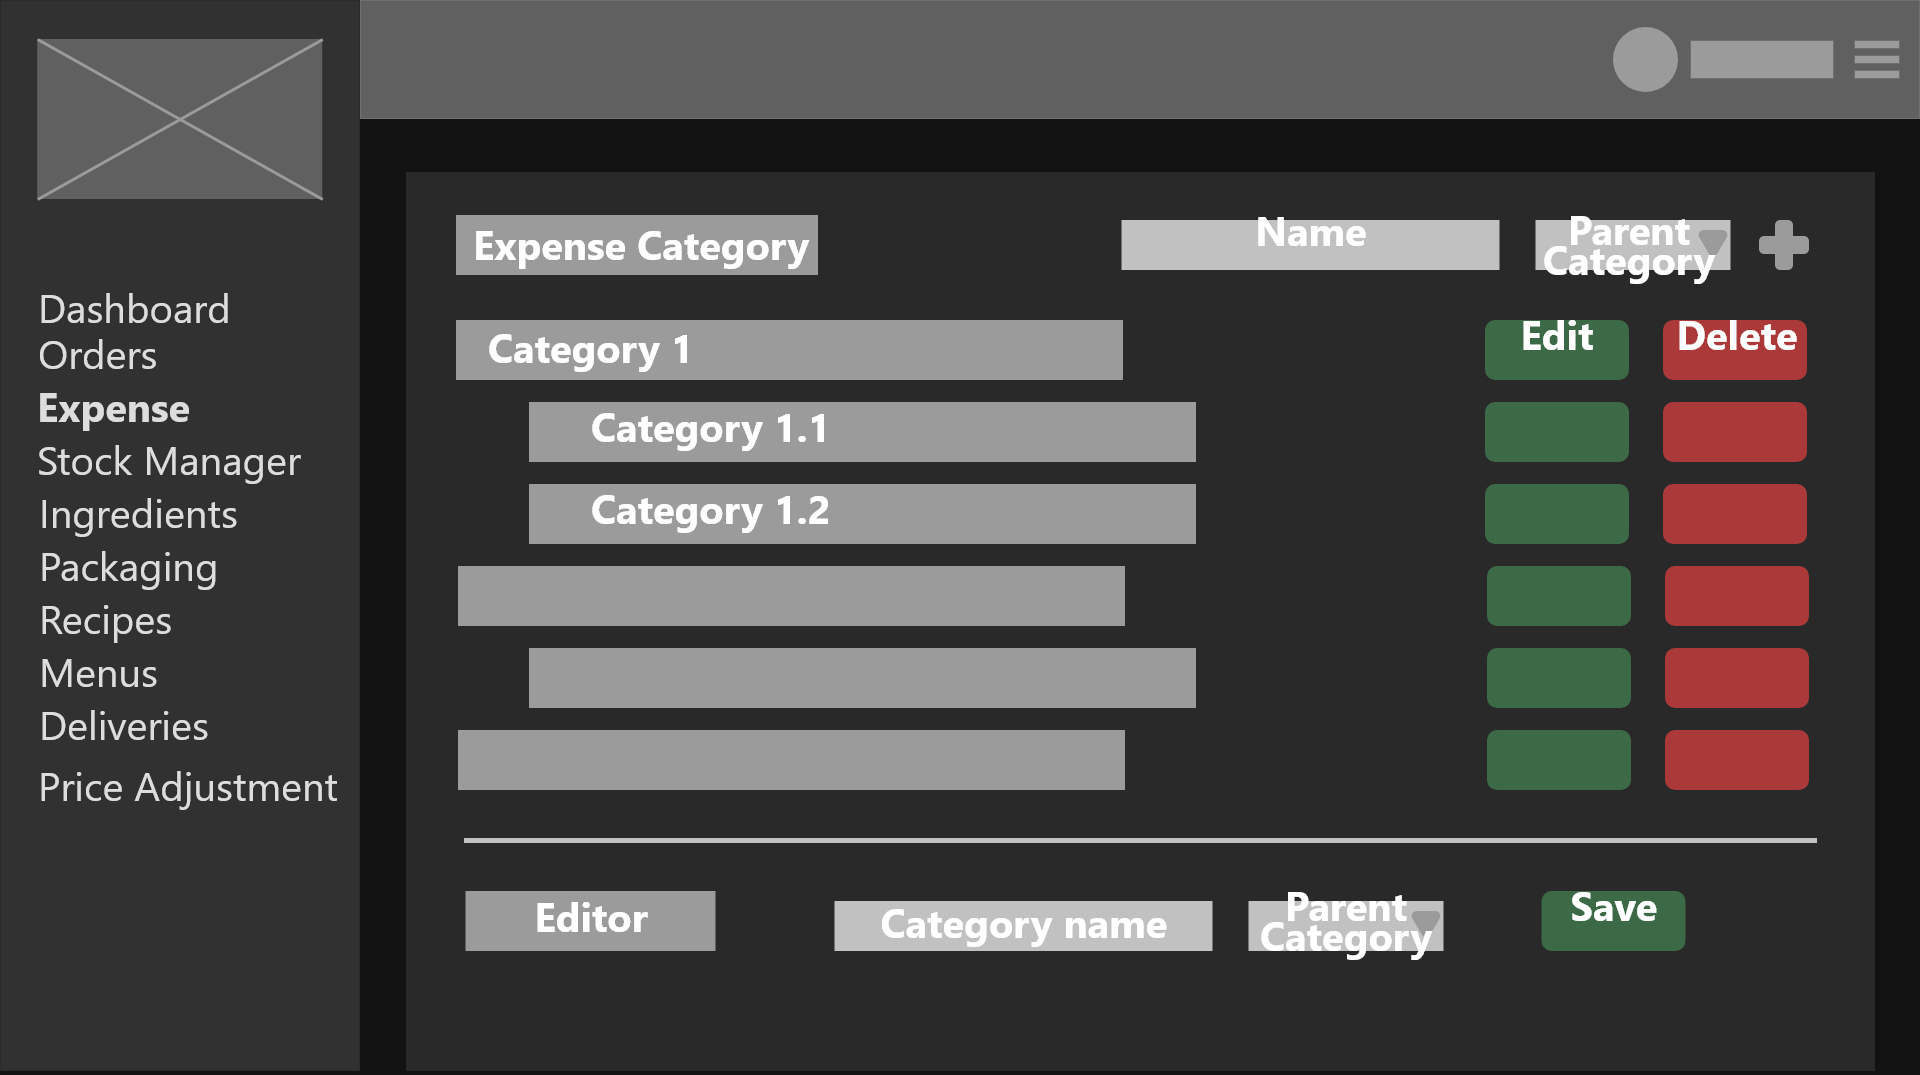 Dashboard
Orders
Expense
Stock Manager
Ingredients
Packaging
Recipes
Menus
Deliveries
Price Adjustment
Expense Category
Name
Parent
Category
Category 1
Edit
Delete
Category 1.1
Category 1.2
Editor
Category name
Parent
Category
Save